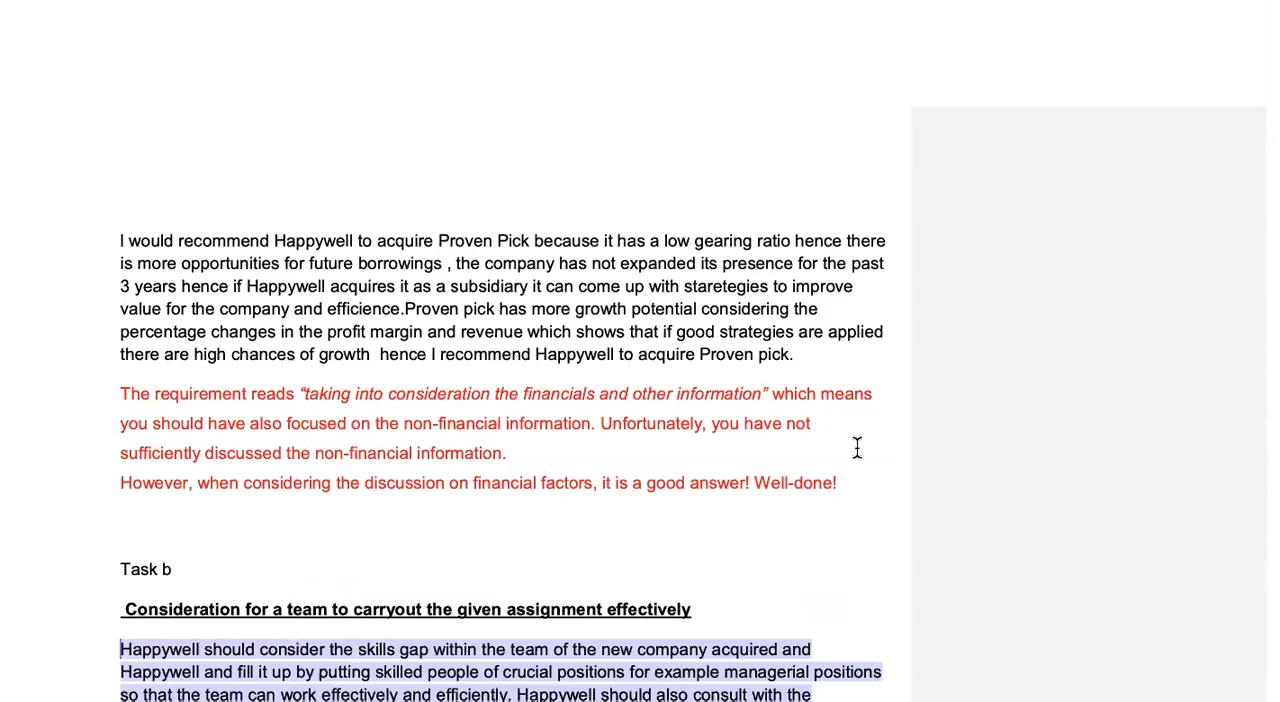 I would recommend Happywell to acquire Proven Pick because it has a low gearing ratio hence there
is more opportunities for future borrowings , the company has not expanded its presence for the past
3 years hence if Happywell acquires it as a subsidiary it can come up with staretegies to improve
value for the company and efficience.Proven pick has more growth potential considering the
percentage changes in the profit margin and revenue which shows that if good strategies are applied
there are high chances of growth  hence I recommend Happywell to acquire Proven pick.
The requirement reads “taking into consideration the financials and other information” which means
you should have also focused on the non-financial information. Unfortunately, you have not
sufficiently discussed the non-financial information.
However, when considering the discussion on financial factors, it is a good answer! Well-done!
Task b
Consideration for a team to carryout the given assignment effectively
Happywell should consider the skills gap within the team of the new company acquired and
Happywell and fill it up by putting skilled people of crucial positions for example managerial positions
so that the team can work effectively and efficiently. Happywell should also consult with the